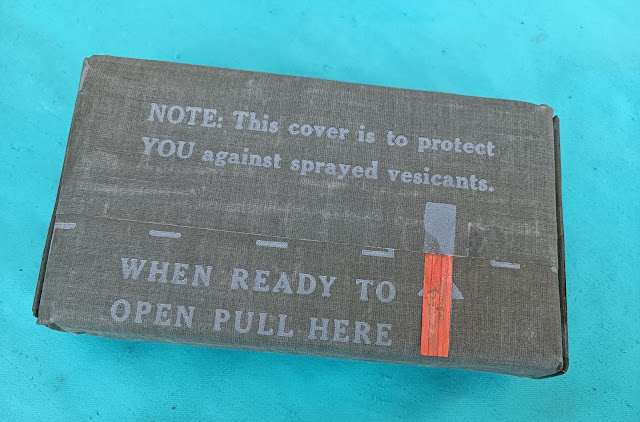 NOTE: This cover is to protect
YOU against sprayed vesicants.
WHEN READY TO
OPEN PULL HERE